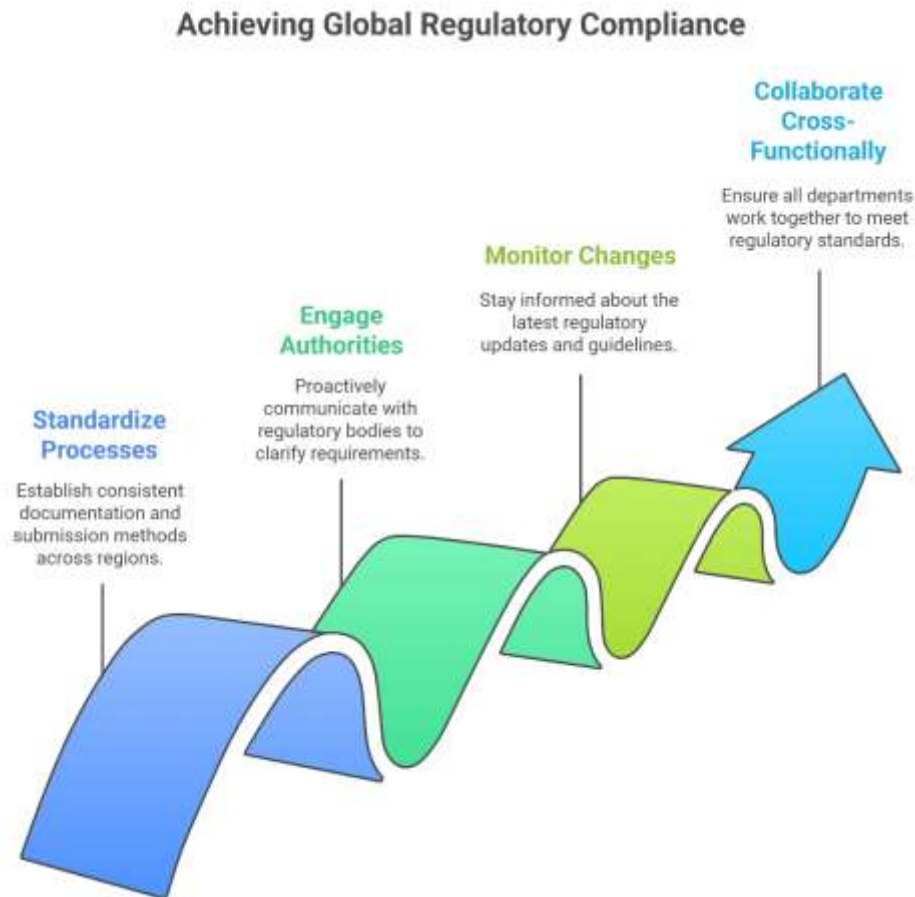 Achieving Global Regulatory Compliance
Collaborate
Cross-
Functionally
Ensure all departments
work together to meet
regulatory standards.
Monitor Changes
Stay informed about the
latest regulatory
updates and guidelines.
Engage
Authorities
Proactively
communicate with
regulatory bodies to
clarify requirements.
Standardize
Processes
Establish consistent
documentation and
submission methods
across regions.